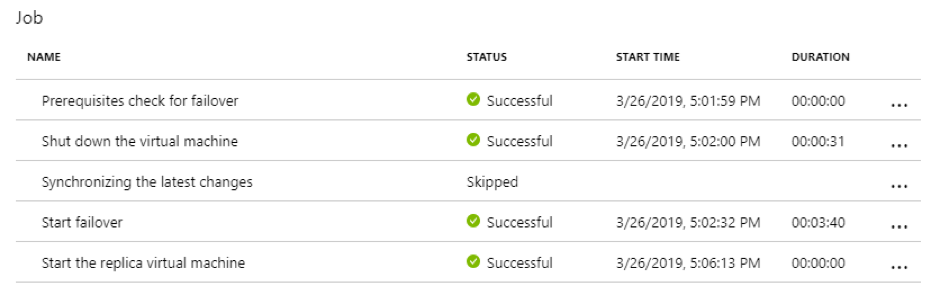 Job
NAME STATUS START TIME DURATION
Prerequisites check for failover Successful 3/26/2019, 5:01:59 PM 00:00:00 ...
Shut down the virtual machine Successful 3/26/2019, 5:02:00 PM 00:00:31 ...
Synchronizing the latest changes Skipped ...
Start failover Successful 3/26/2019, 5:02:32 PM 00:03:40 ...
Start the replica virtual machine Successful 3/26/2019, 5:06:13 PM 00:00:00 ...